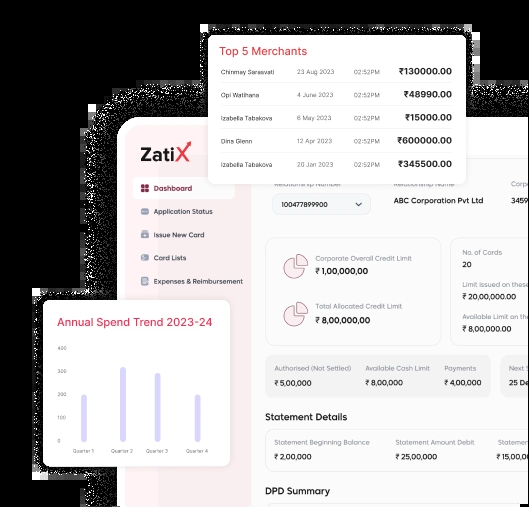 Top 5 Merchants
Chinmay Sarasvati 23 Aug 2023 02:52PM ₹130000.00
Opi Watihana 4 June 2023 02:52PM ₹48990.00
Izabella Tabakova 6 May 2023 02:52PM ₹15000.00
Dina Glenn 12 Apr 2023 02:52PM ₹600000.00
Izabella Tabakova 20 Jan 2023 02:52PM ₹345500.00
ZatiX
Dashboard
Application Status
Issue New Card
Card Lists
Expenses & Reimbursement
Relationship Number Relationship Name Corpo
100477899900 ABC Corporation Pvt Ltd 3459
Corporate Overall Credit Limit
₹ 1,00,000,00
Total Allocated Credit Limit
₹ 8,00,000,00
No. of Cards
20
Limit Issued on these
₹ 20,00,000.00
Available Limit on the
₹ 8,00,000.00
Authorised (Not Settled) Available Cash Limit Payments Next S
₹ 5,00,000 ₹ 8,00,000 ₹ 4,00,000 25 De
Statement Details
Statement Beginning Balance Statement Amount Debit Statemen
₹ 2,00,000 ₹ 25,00,000 ₹ 15,00,0
DPD Summary
Annual Spend Trend 2023-24
400
300
200
100
0
Quarter 1 Quarter 2 Quarter 3 Quarter 4